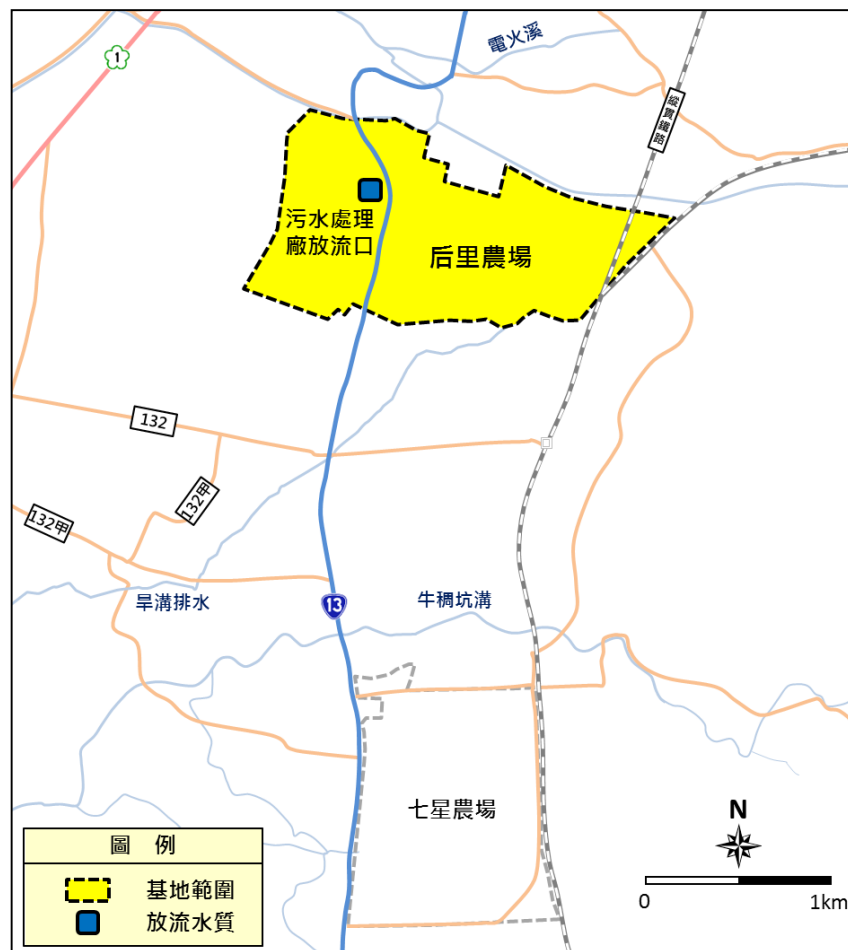 電火溪
1
縱貫鐵路
污水處理
廠放流口
后里農場
132
132甲
132甲
旱溝排水
13
牛稠坑溝
七星農場
N
0
1km
圖 例
基地範圍
放流水質